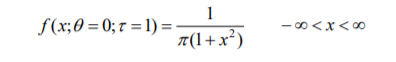 f(x;θ = 0;τ = 1) = 1 / π(1 + x²)    − ∞ < x < ∞